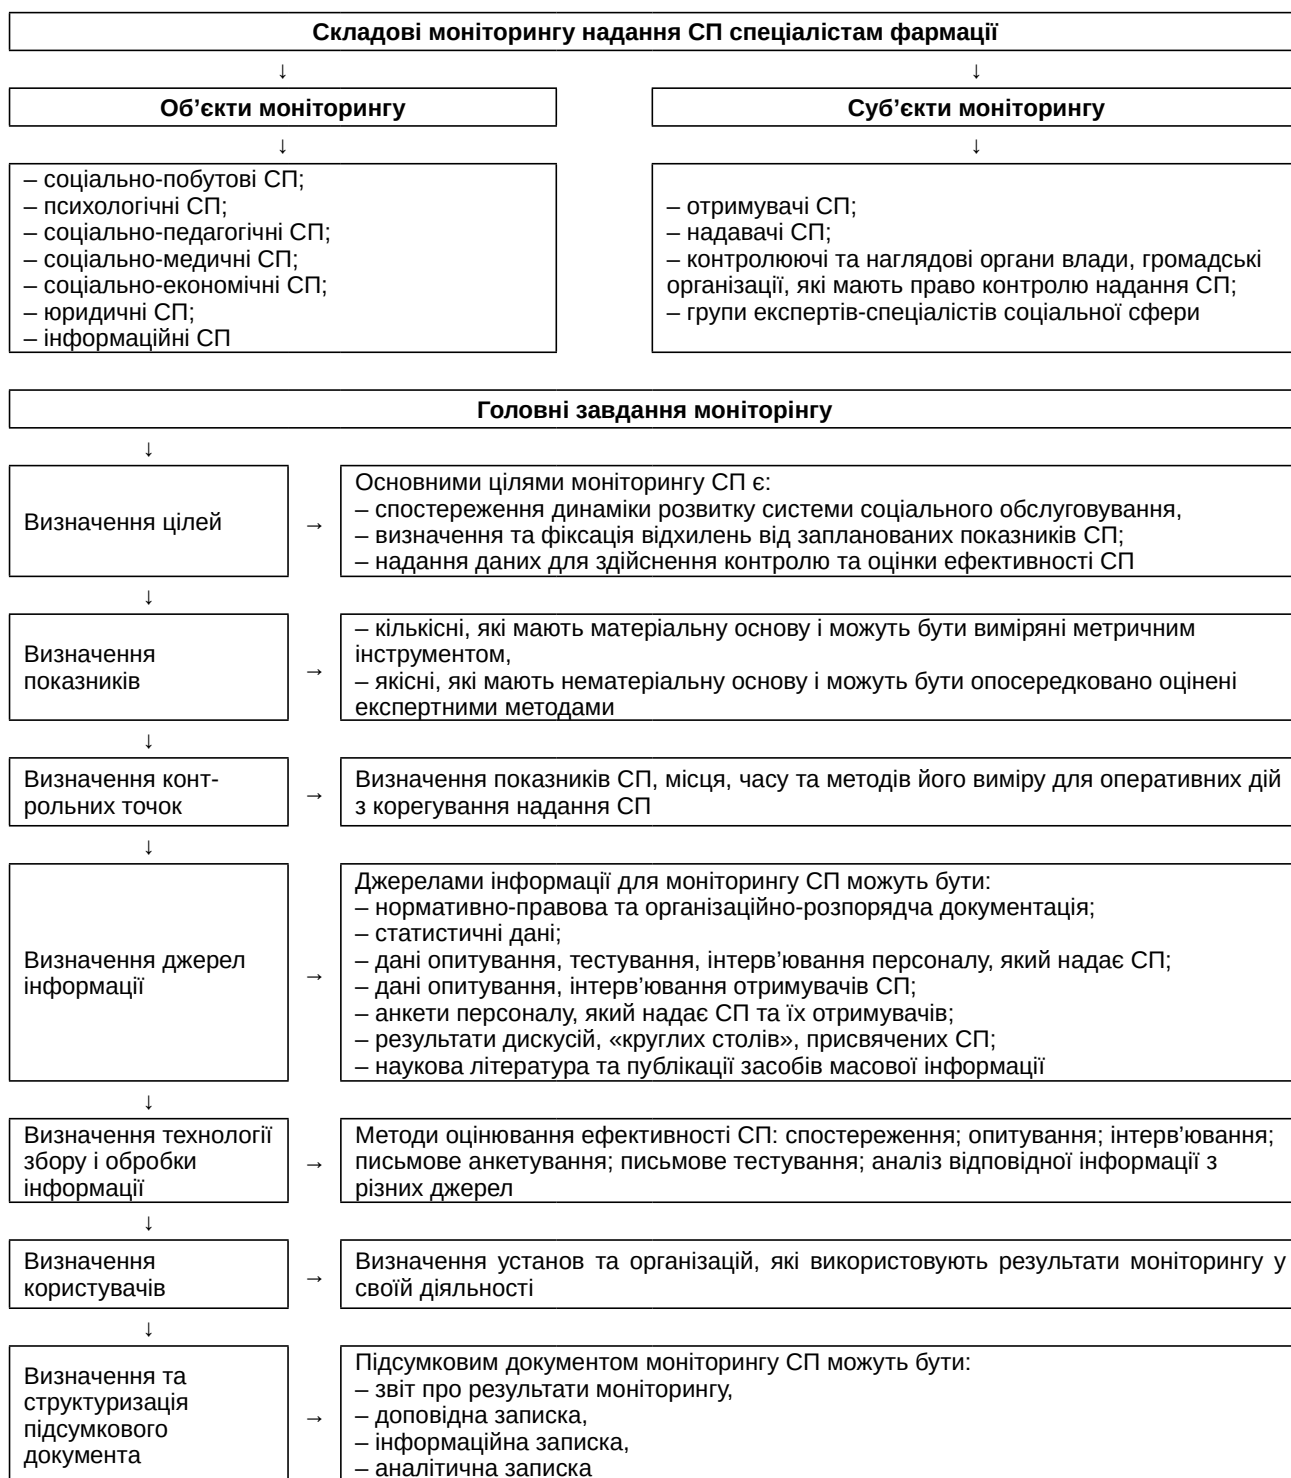 Складові моніторингу надання СП спеціалістам фармації
↓ ↓
Об’єкти моніторингу
Суб’єкти моніторингу
↓ ↓
– соціально-побутові СП;
– психологічні СП;
– соціально-педагогічні СП;
– соціально-медичні СП;
– соціально-економічні СП;
– юридичні СП;
– інформаційні СП
– отримувачі СП;
– надавачі СП;
– контролюючі та наглядові органи влади, громадські
організації, які мають право контролю надання СП;
– групи експертів-спеціалістів соціальної сфери
Головні завдання моніторінгу
↓
Визначення цілей
→
Основними цілями моніторингу СП є:
– спостереження динаміки розвитку системи соціального обслуговування,
– визначення та фіксація відхилень від запланованих показників СП;
– надання даних для здійснення контролю та оцінки ефективності СП
↓
Визначення
показників
→
– кількісні, які мають матеріальну основу і можуть бути виміряні метричним
інструментом,
– якісні, які мають нематеріальну основу і можуть бути опосередковано оцінені
експертними методами
↓
Визначення конт-
рольних точок
→
Визначення показників СП, місця, часу та методів його виміру для оперативних дій
з корегування надання СП
↓
Визначення джерел
інформації
→
Джерелами інформації для моніторингу СП можуть бути:
– нормативно-правова та організаційно-розпорядча документація;
– статистичні дані;
– дані опитування, тестування, інтерв’ювання персоналу, який надає СП;
– дані опитування, інтерв’ювання отримувачів СП;
– анкети персоналу, який надає СП та їх отримувачів;
– результати дискусій, «круглих столів», присвячених СП;
– наукова література та публікації засобів масової інформації
↓
Визначення технології
збору і обробки
інформації
→
Методи оцінювання ефективності СП: спостереження; опитування; інтерв’ювання;
письмове анкетування; письмове тестування; аналіз відповідної інформації з
різних джерел
↓
Визначення
користувачів
→
Визначення установ та організацій, які використовують результати моніторингу у
своїй діяльності
↓
Визначення та
структуризація
підсумкового
документа
→
Підсумковим документом моніторингу СП можуть бути:
– звіт про результати моніторингу,
– доповідна записка,
– інформаційна записка,
– аналітична записка